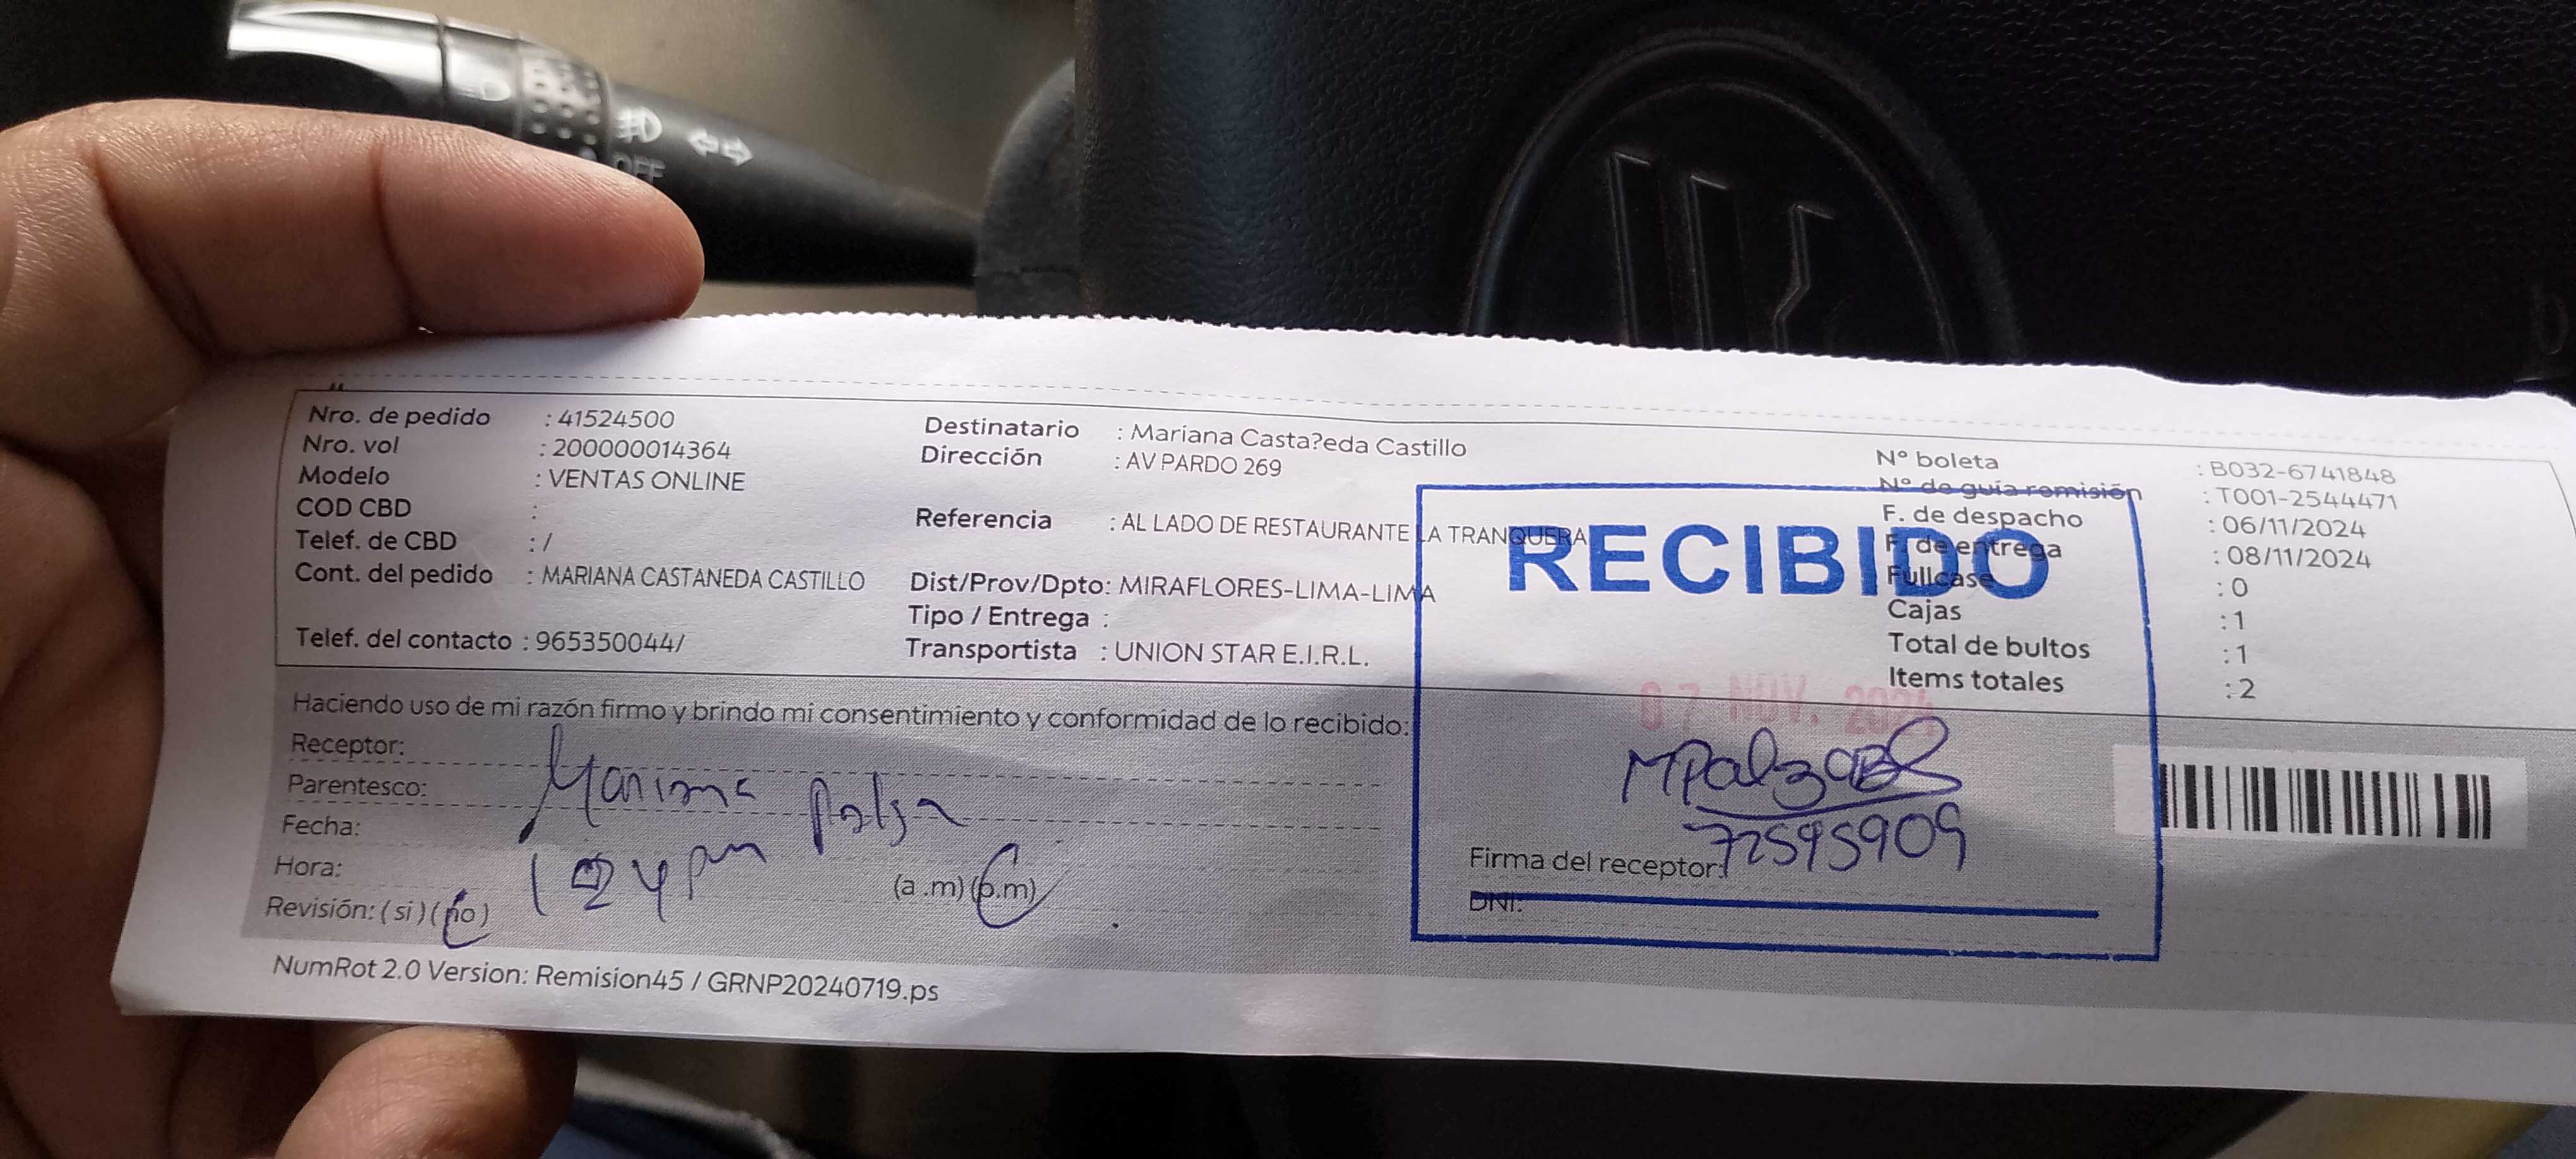 OFF
Nro. de pedido : 41524500
Nro. vol : 200000014364
Modelo : VENTAS ONLINE
COD CBD :
Telef. de CBD : /
Cont. del pedido : MARIANA CASTANEDA CASTILLO
Telef. del contacto : 965350044/
Destinatario : Mariana Casta?eda Castillo
Dirección : AV PARDO 269
Referencia : AL LADO DE RESTAURANTE LA TRANQUERA
Dist/Prov/Dpto: MIRAFLORES-LIMA-LIMA
Tipo / Entrega :
Transportista : UNION STAR E.I.R.L.
N° boleta : B032-6741848
N° de guía remisión : T001-2544471
F. de despacho : 06/11/2024
F. de entrega : 08/11/2024
Fullcase : 0
Cajas : 1
Total de bultos : 1
Items totales : 2
RECIBIDO
07 NOV. 2024
Haciendo uso de mi razón firmo y brindo mi consentimiento y conformidad de lo recibido:
Receptor:
Parentesco: Mariana
Fecha:
Hora: (a.m) (p.m)
Revisión: (si) (no)
72595909
Firma del receptor:
DNI:
NumRot 2.0 Version: Remision45 / GRNP20240719.ps